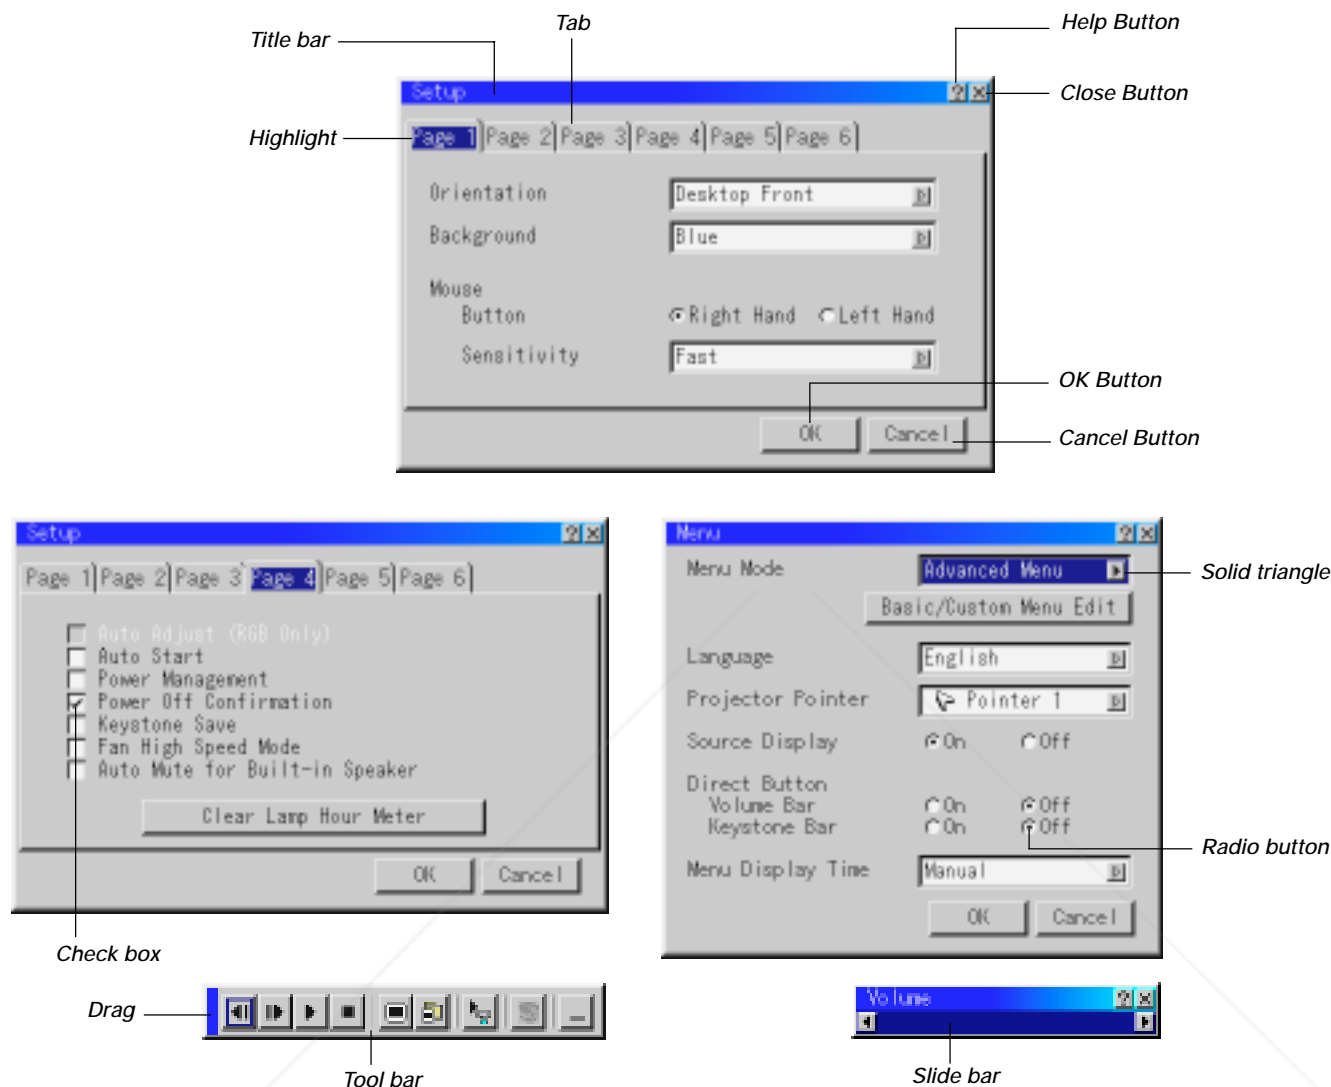 Title bar
Tab
Help Button
Setup
Close Button
Highlight
Page 1 Page 2 Page 3 Page 4 Page 5 Page 6
Orientation Desktop Front
Background Blue
Mouse
Button Right Hand Left Hand
Sensitivity Fast
OK Button
OK Cancel
Cancel Button
Setup
Page 1 Page 2 Page 3 Page 4 Page 5 Page 6
Auto Adjust (RGB Only)
Auto Start
Power Management
Power Off Confirmation
Keystone Save
Fan High Speed Mode
Auto Mute for Built-in Speaker
Clear Lamp Hour Meter
OK Cancel
Check box
Menu
Menu Mode Advanced Menu
Solid triangle
Basic/Custom Menu Edit
Language English
Projector Pointer Pointer 1
Source Display On Off
Direct Button
Volume Bar On Off
Keystone Bar On Off
Radio button
Menu Display Time Manual
OK Cancel
Drag
Tool bar
Volume
Slide bar